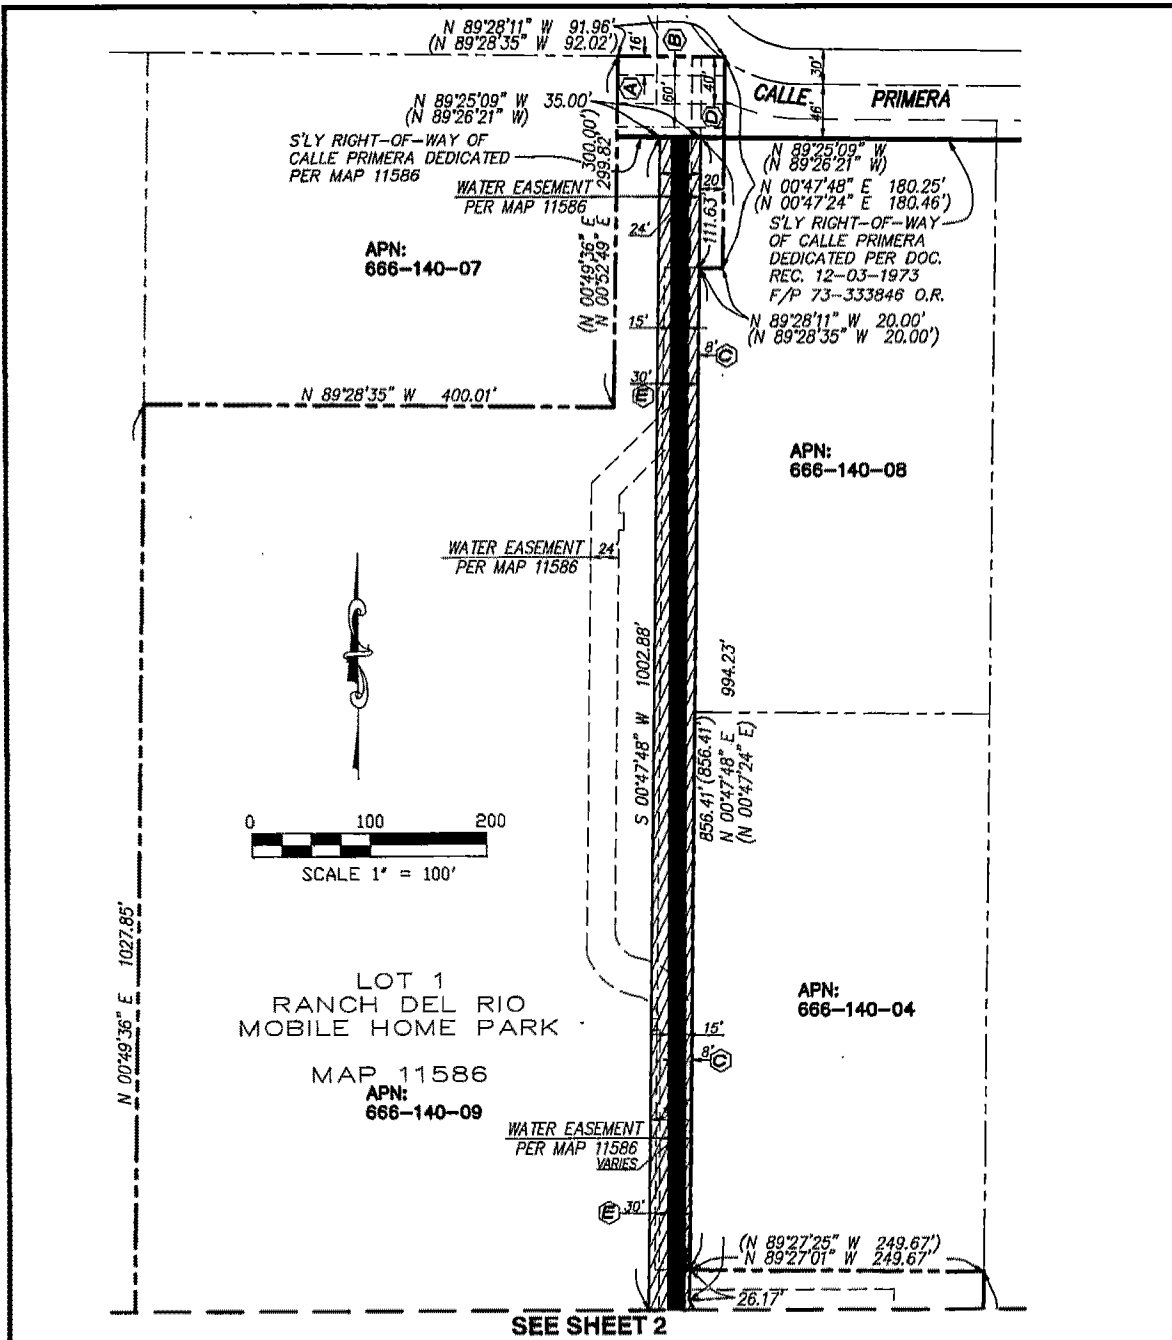 N 89°28'11" W 91.96'
(N 89°28'35" W 92.02')
16'
B
60'
40'
A
D
30'
46'
CALLE PRIMERA
N 89°25'09" W 35.00'
(N 89°26'21" W)
S'LY RIGHT-OF-WAY OF
CALLE PRIMERA DEDICATED
PER MAP 11586
300.00')
299.82'
(N 00°49'36" E
N 00°52'49" E
WATER EASEMENT
PER MAP 11586
24'
20'
111.63'
N 89°25'09" W
(N 89°26'21" W)
N 00°47'48" E 180.25'
(N 00°47'24" E 180.46')
S'LY RIGHT-OF-WAY
OF CALLE PRIMERA
DEDICATED PER DOC.
REC. 12-03-1973
F/P 73-333846 O.R.
APN:
666-140-07
N 89°28'11" W 20.00'
(N 89°28'35" W 20.00')
15'
8'
C
30'
E
N 89°28'35" W 400.01'
APN:
666-140-08
WATER EASEMENT
PER MAP 11586
24'
S 00°47'48" W 1002.88'
994.23'
856.41'(856.41')
N 00°47'48" E
(N 00°47'24" E)
0 100 200
SCALE 1" = 100'
N 00°49'36" E 1027.85'
LOT 1
RANCH DEL RIO
MOBILE HOME PARK
MAP 11586
APN:
666-140-09
APN:
666-140-04
15'
8'
C
WATER EASEMENT
PER MAP 11586
VARIES
E
30'
(N 89°27'25" W 249.67')
N 89°27'01" W 249.67'
26.17'
SEE SHEET 2